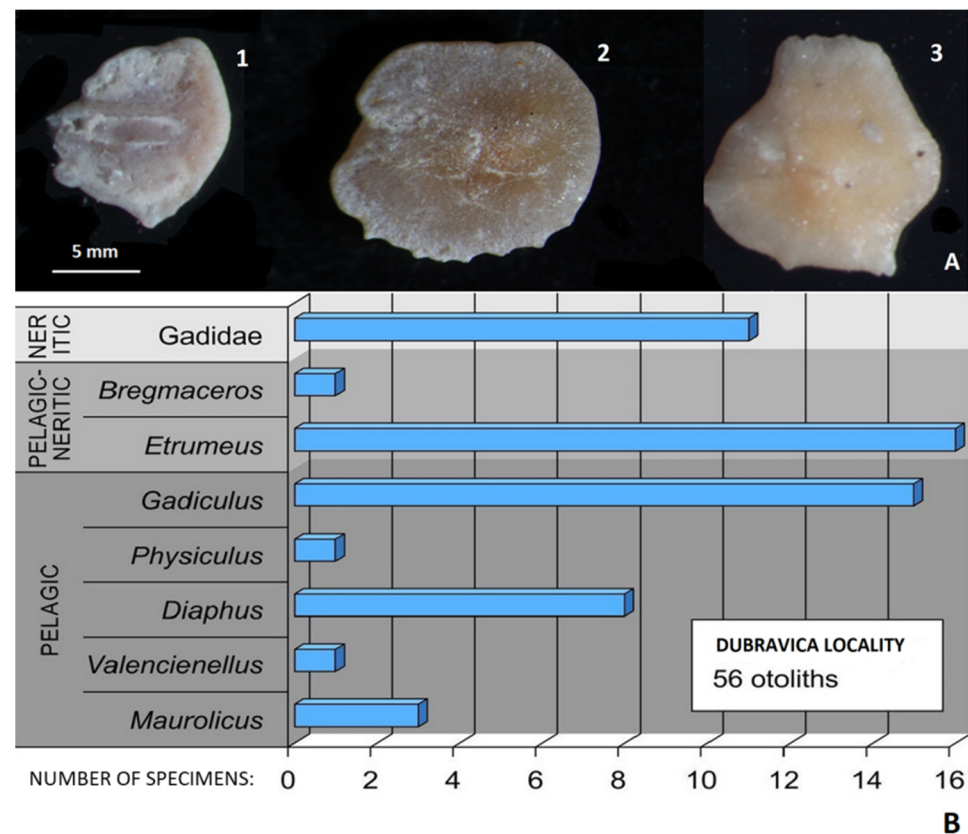 1
2
3
5 mm
A
NER
ITIC
Gadidae
PELAGIC-
NERITIC
Bregmaceros
Etrumeus
PELAGIC
Gadiculus
Physiculus
Diaphus
Valencienellus
Maurolicus
DUBRAVICA LOCALITY
56 otoliths
NUMBER OF SPECIMENS: 0 2 4 6 8 10 12 14 16
B